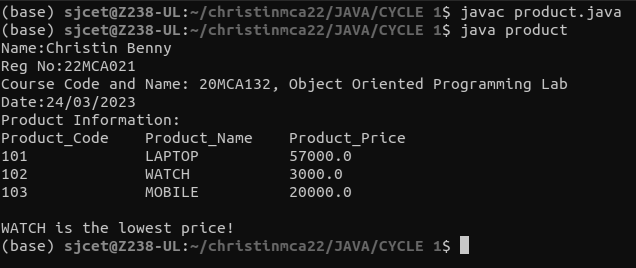 (base) sjcet@Z238-UL:~/christinmca22/JAVA/CYCLE 1$ javac product.java
(base) sjcet@Z238-UL:~/christinmca22/JAVA/CYCLE 1$ java product
Name:Christin Benny
Reg No:22MCA021
Course Code and Name: 20MCA132, Object Oriented Programming Lab
Date:24/03/2023
Product Information:
Product_Code    Product_Name    Product_Price
101             LAPTOP          57000.0
102             WATCH           3000.0
103             MOBILE          20000.0
WATCH is the lowest price!
(base) sjcet@Z238-UL:~/christinmca22/JAVA/CYCLE 1$